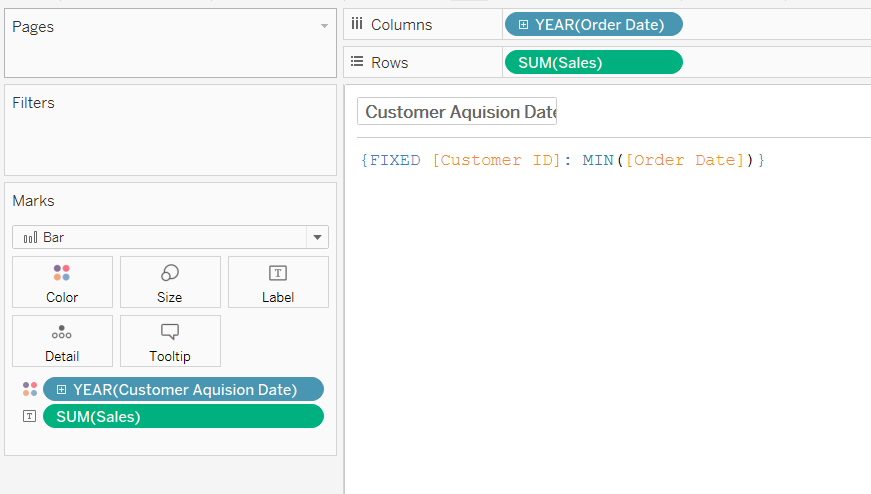 Pages
Columns
YEAR(Order Date)
Rows
SUM(Sales)
Filters
Customer Aquision Date
{FIXED [Customer ID]: MIN([Order Date])}
Marks
Bar
Color
Size
T
Label
Detail
Tooltip
YEAR(Customer Aquision Date)
T
SUM(Sales)